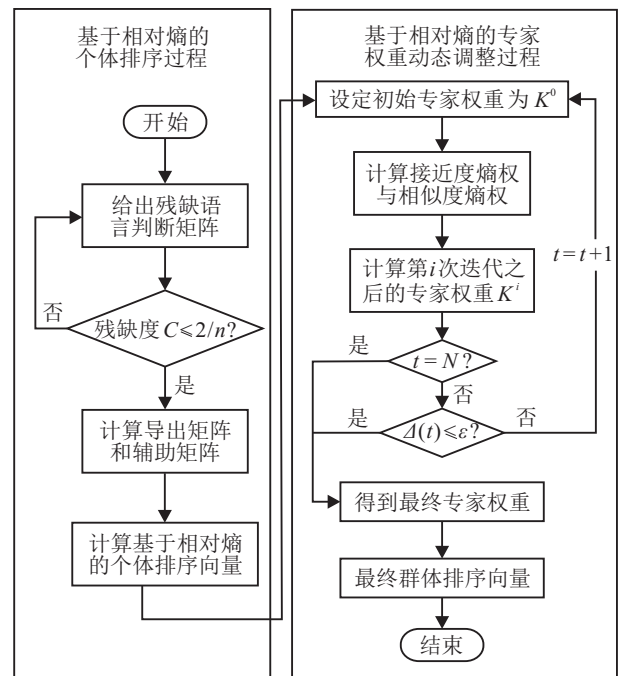 基于相对熵的
个体排序过程
开始
给出残缺语
言判断矩阵
否
残缺度 C≤2/n?
是
计算导出矩阵
和辅助矩阵
计算基于相对熵
的个体排序向量
基于相对熵的专家
权重动态调整过程
设定初始专家权重为 K⁰
计算接近度熵权
与相似度熵权
t=t+1
计算第i次迭代之
后的专家权重 Kⁱ
是
t=N?
否
是
Δ(t)≤ε?
否
得到最终专家权重
最终群体排序向量
结束